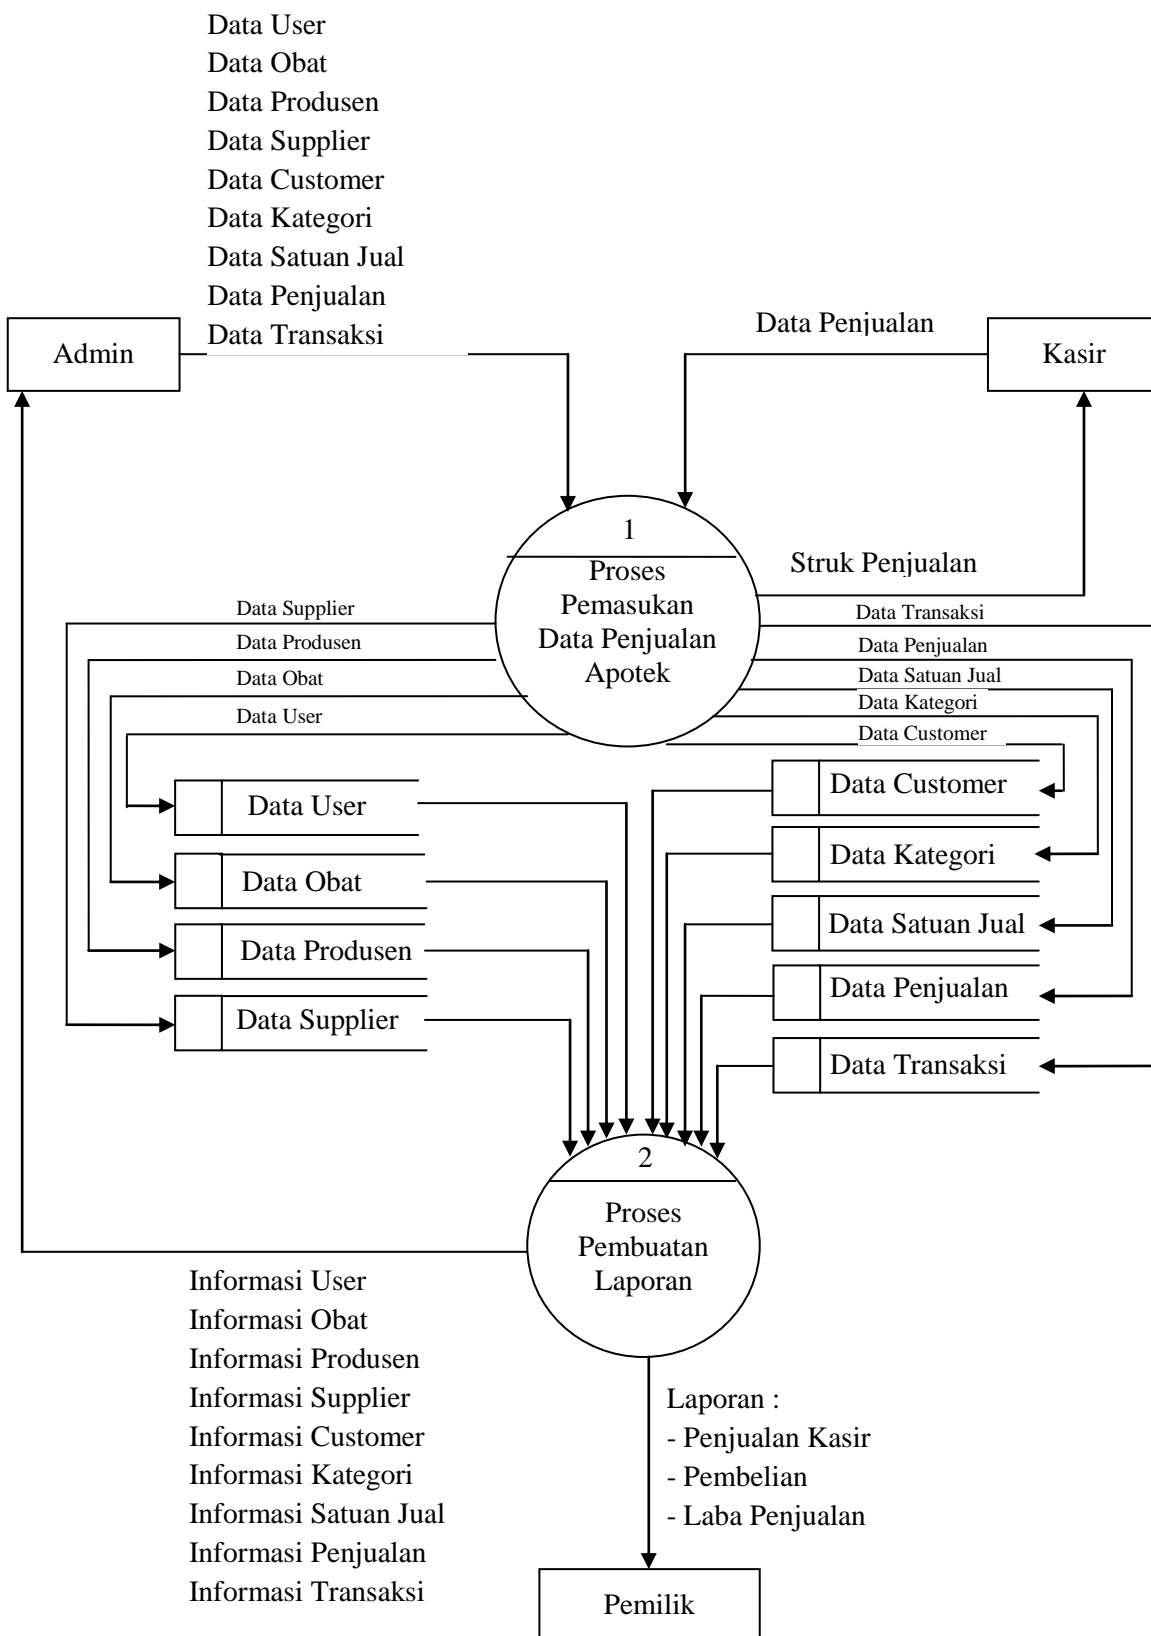 Data User
Data Obat
Data Produsen
Data Supplier
Data Customer
Data Kategori
Data Satuan Jual
Data Penjualan
Data Transaksi
Admin
Data Penjualan
Kasir
1
Proses
Pemasukan
Data Penjualan
Apotek
Struk Penjualan
Data Supplier
Data Produsen
Data Obat
Data User
Data Transaksi
Data Penjualan
Data Satuan Jual
Data Kategori
Data Customer
Data User
Data Obat
Data Produsen
Data Supplier
Data Customer
Data Kategori
Data Satuan Jual
Data Penjualan
Data Transaksi
2
Proses
Pembuatan
Laporan
Informasi User
Informasi Obat
Informasi Produsen
Informasi Supplier
Informasi Customer
Informasi Kategori
Informasi Satuan Jual
Informasi Penjualan
Informasi Transaksi
Laporan :
- Penjualan Kasir
- Pembelian
- Laba Penjualan
Pemilik